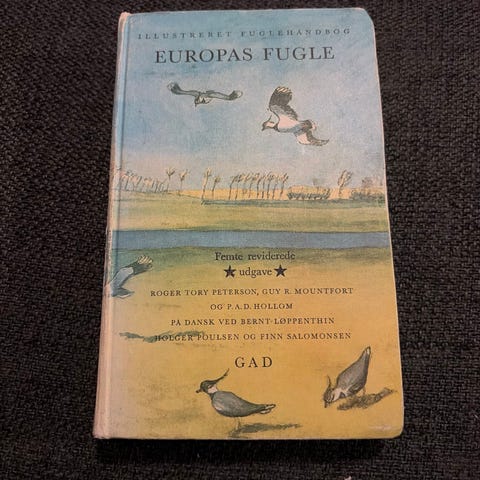 ILLUSTRERET FUGLEHÅNDBOG
EUROPAS FUGLE
Femte reviderede
★ udgave ★
ROGER TORY PETERSON, GUY R. MOUNTFORT
OG P.A.D. HOLLOM
PÅ DANSK VED BERNT LØPPENTHIN
HOLGER POULSEN OG FINN SALOMONSEN
GAD